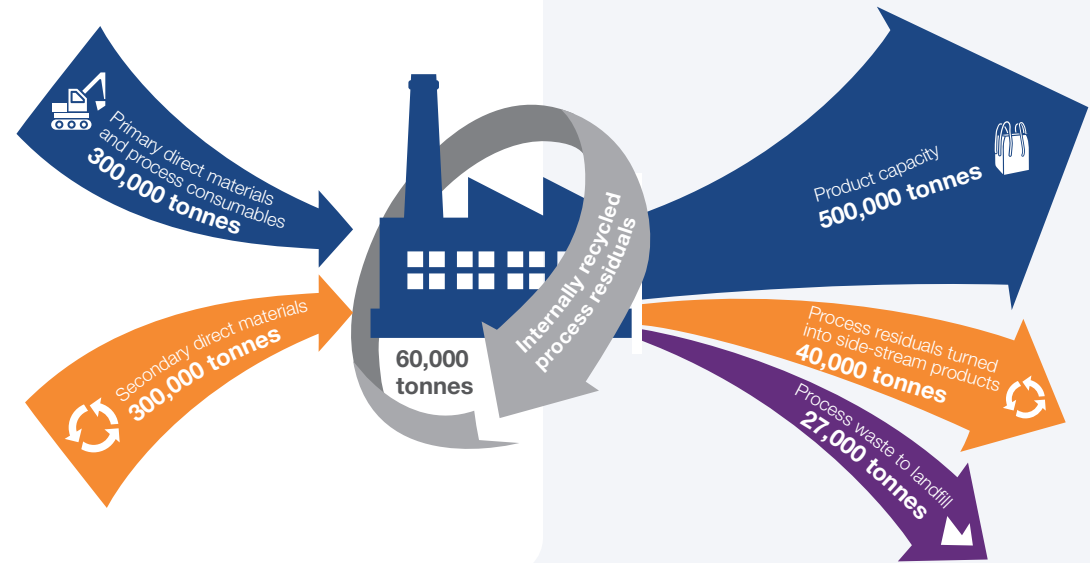 Primary direct materials
and process consumables
300,000 tonnes
Secondary direct materials
300,000 tonnes
60,000
tonnes
Internally recycled
process residuals
Product capacity
500,000 tonnes
Process residuals turned
into side-stream products
40,000 tonnes
Process waste to landfill
27,000 tonnes